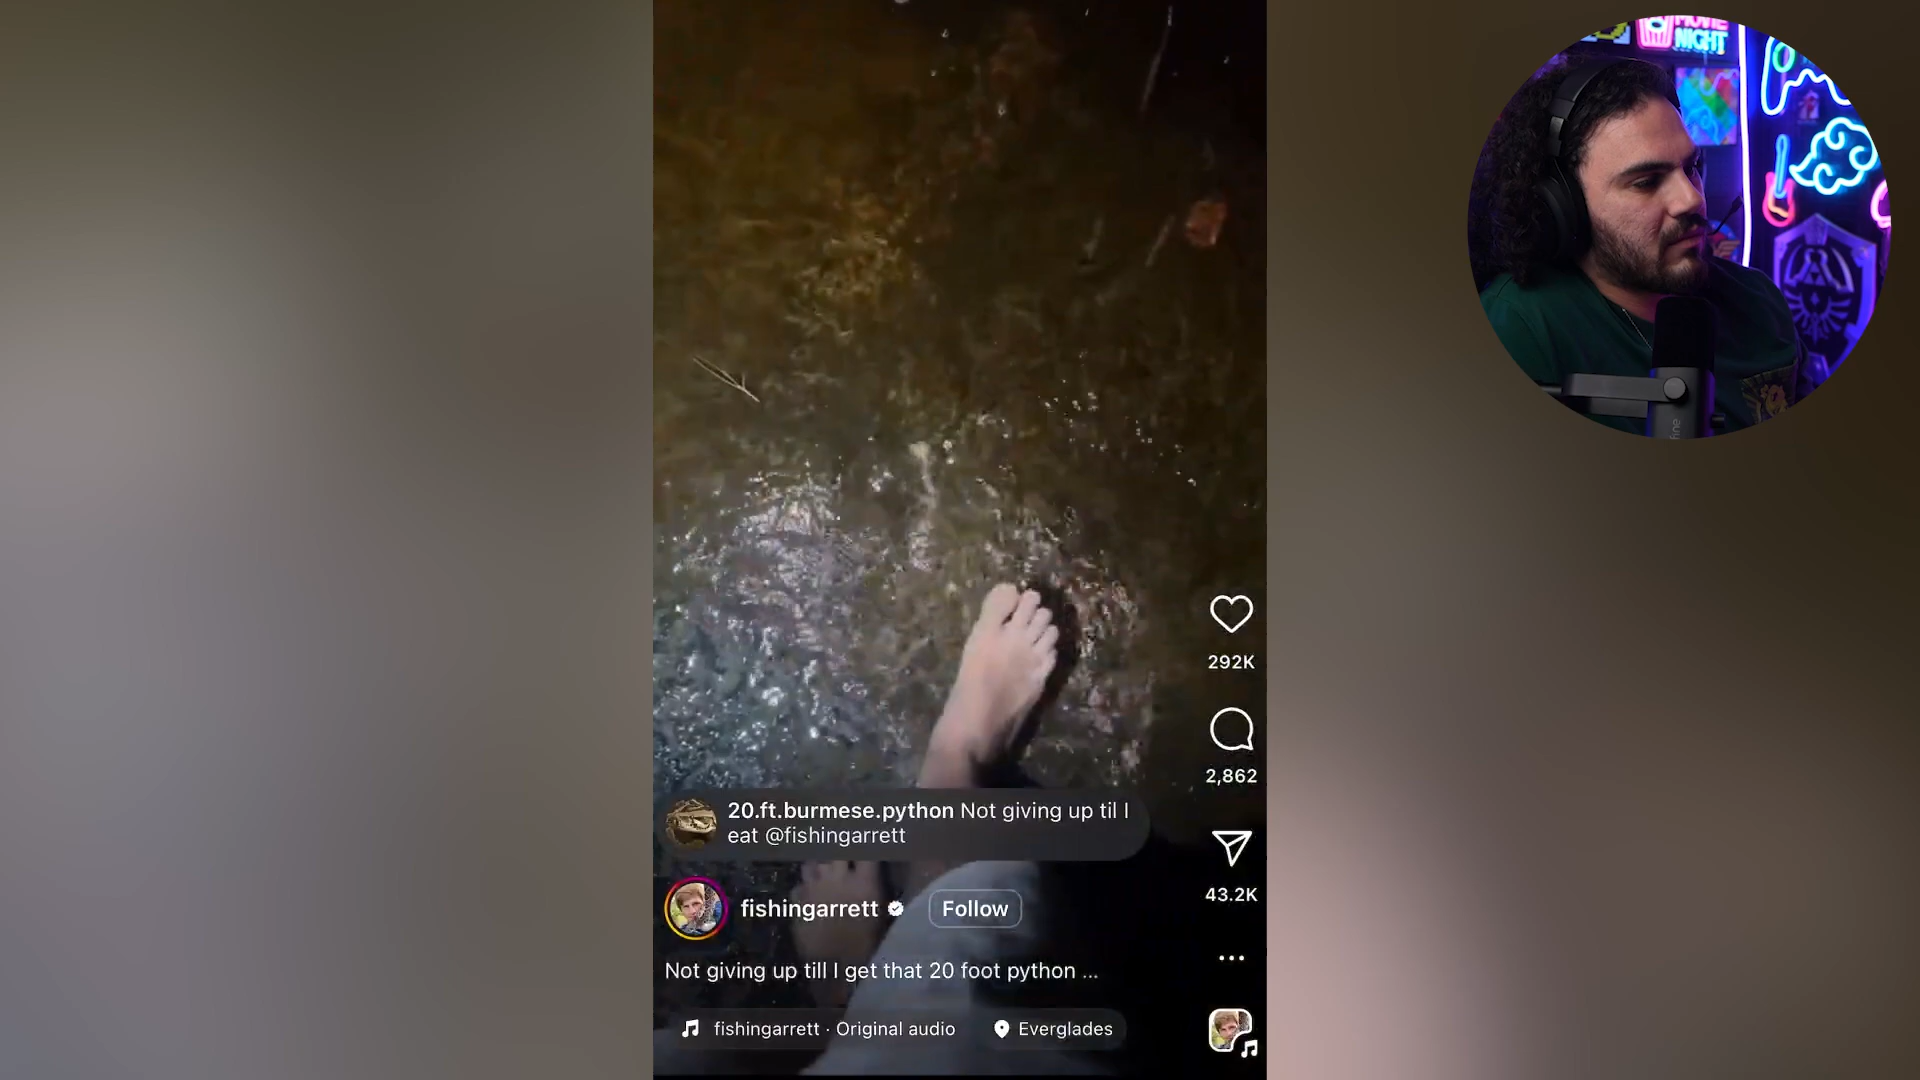 MOVIE
NIGHT
292K
2,862
20.ft.burmese.python Not giving up til I
eat @fishingarrett
43.2K
fishingarrett
Follow
Not giving up till I get that 20 foot python ...
fishingarrett · Original audio
Everglades
fine